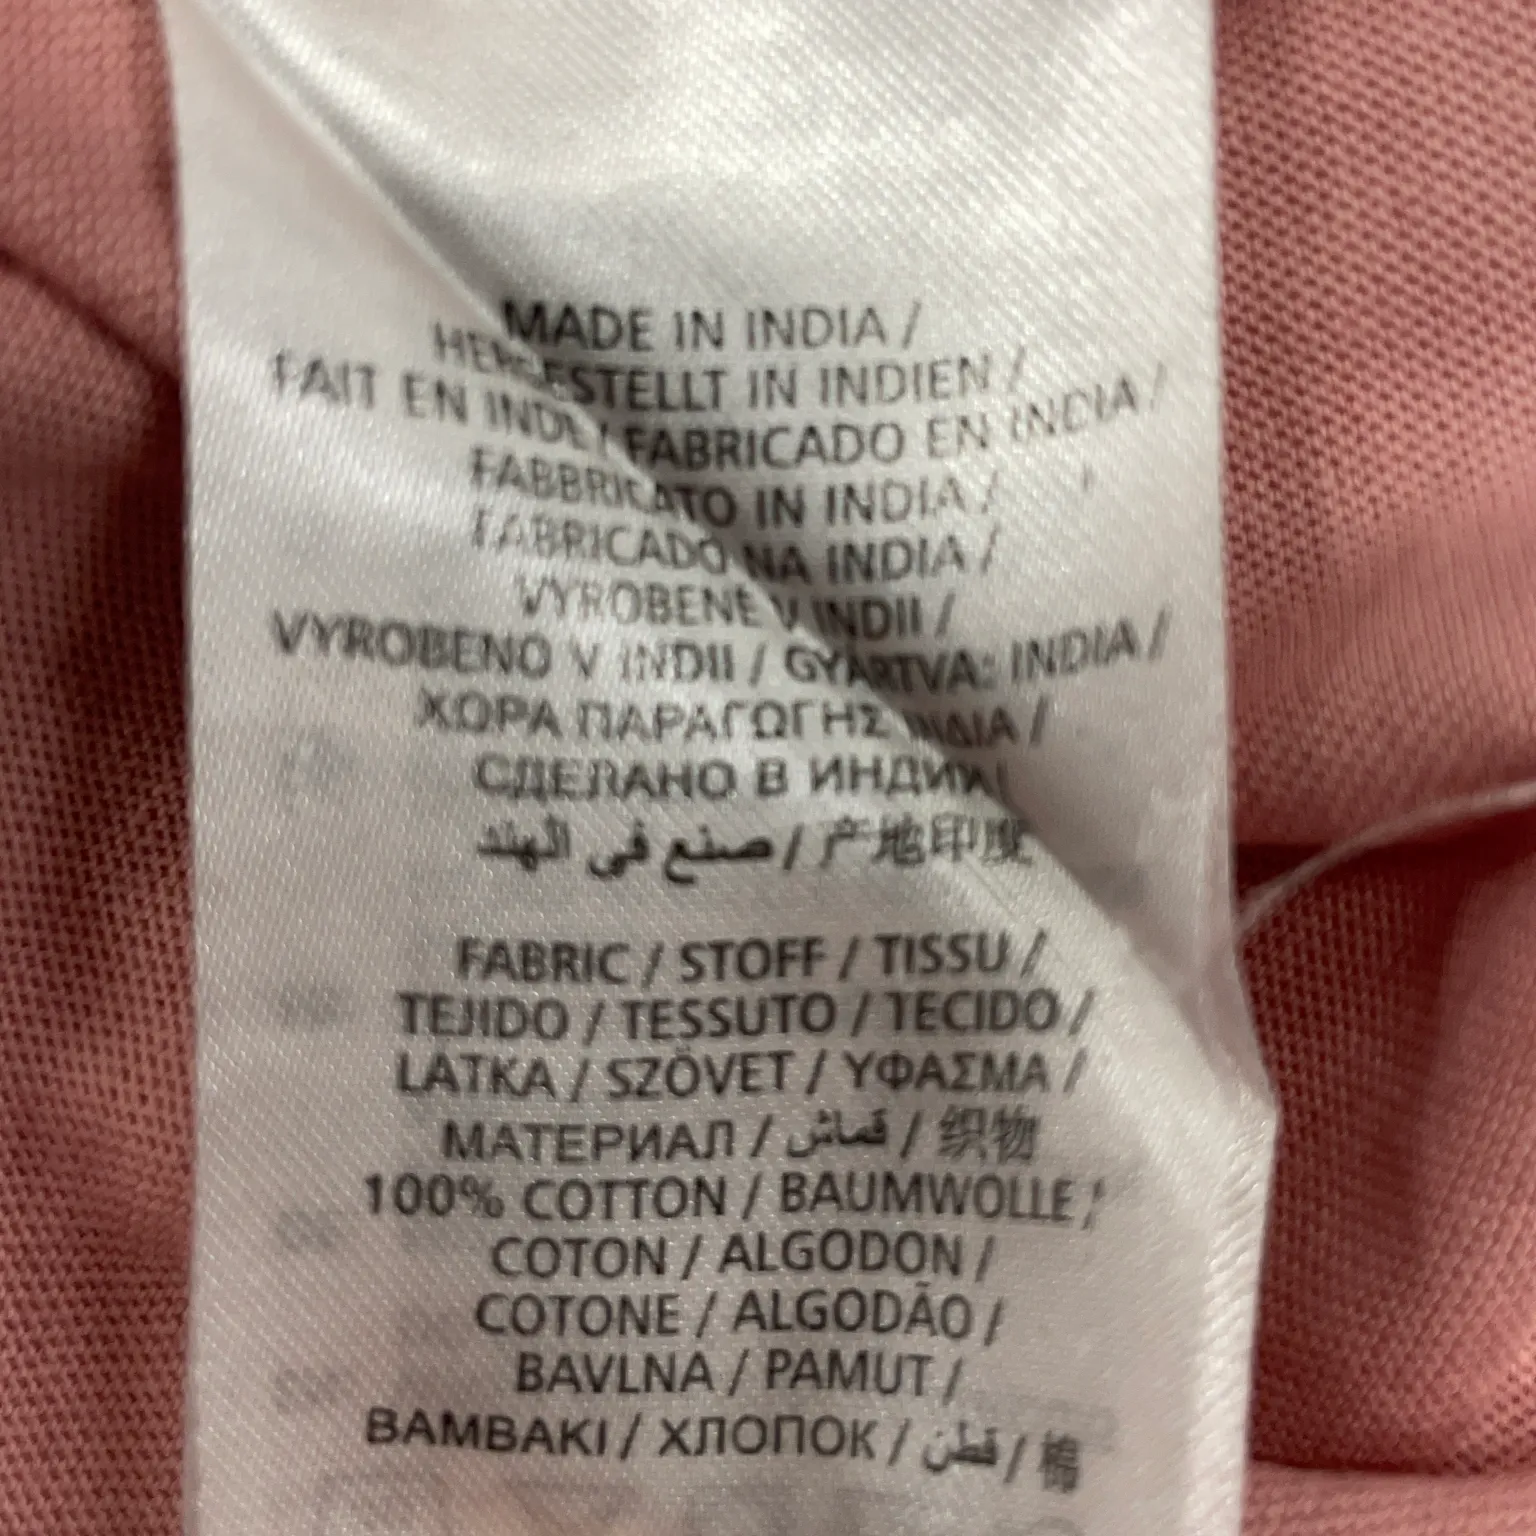 MADE IN INDIA /
HERGESTELLT IN INDIEN /
FAIT EN INDE / FABRICADO EN INDIA /
FABBRICATO IN INDIA /
FABRICADO NA INDIA /
VYROBENE V INDII /
VYROBENO V INDII / GYÁRTVA: INDIA /
ΧΩΡΑ ΠΑΡΑΓΩΓΗΣ ΙΝΔΙΑ /
СДЕЛАНО В ИНДИИ /
صنع في الهند / 产地印度
FABRIC / STOFF / TISSU /
TEJIDO / TESSUTO / TECIDO /
LATKA / SZÖVET / ΥΦΑΣΜΑ /
МАТЕРИАЛ / قماش / 织物
100% COTTON / BAUMWOLLE /
COTON / ALGODON /
COTONE / ALGODÃO /
BAVLNA / PAMUT /
BAMBAKI / ХЛОПОК / قطن / 棉